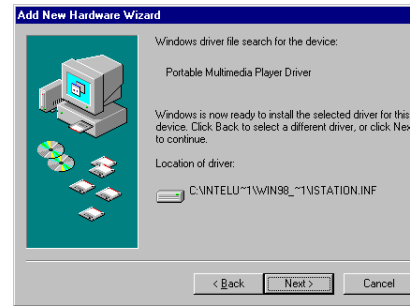 Add New Hardware Wizard
Windows driver file search for the device:
Portable Multimedia Player Driver
Windows is now ready to install the selected driver for this
device. Click Back to select a different driver, or click Nex
to continue.
Location of driver:
C:\INTELU~1\WIN98_~1\ISTATION.INF
< Back Next > Cancel